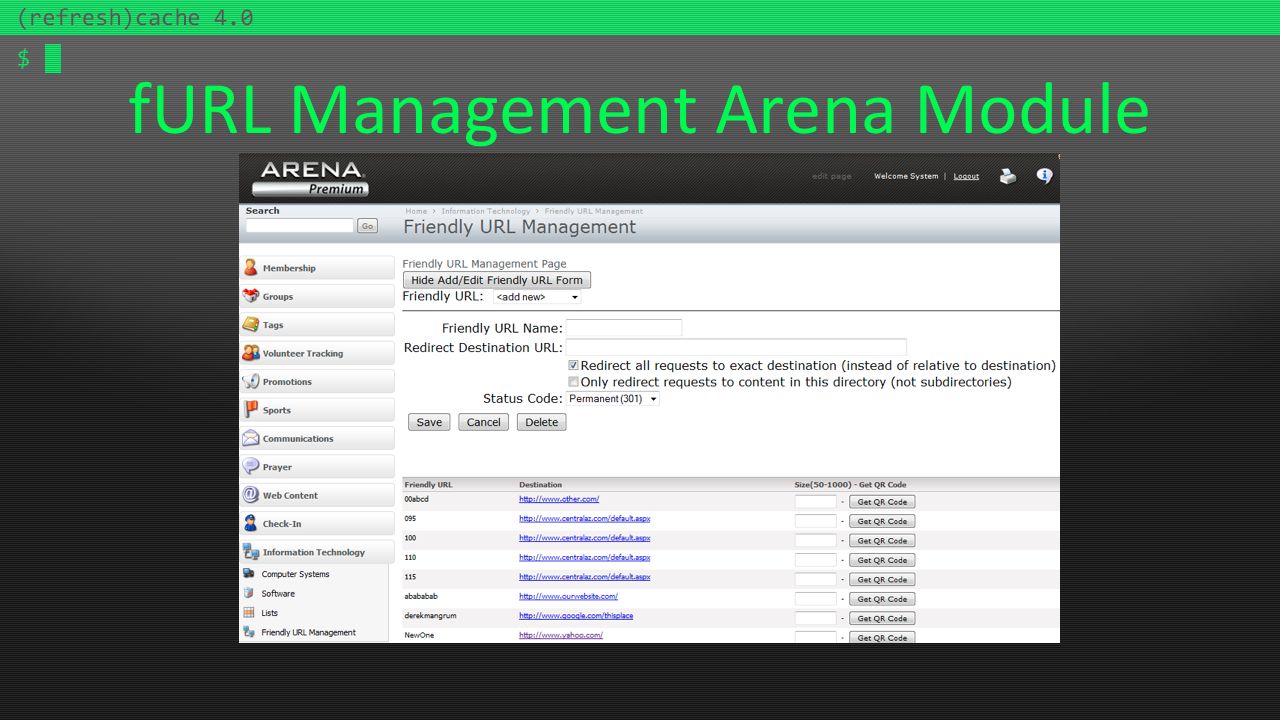 (refresh)cache 4.0
$
fURL Management Arena Module
ARENA
Premium
edit page Welcome System | Logout
Search
Go
Home > Information Technology > Friendly URL Management
Friendly URL Management
Membership
Groups
Tags
Volunteer Tracking
Promotions
Sports
Communications
Prayer
Web Content
Check-In
Information Technology
Computer Systems
Software
Lists
Friendly URL Management
Friendly URL Management Page
Hide Add/Edit Friendly URL Form
Friendly URL: <add new>
Friendly URL Name:
Redirect Destination URL:
Redirect all requests to exact destination (instead of relative to destination)
Only redirect requests to content in this directory (not subdirectories)
Status Code: Permanent (301)
Save Cancel Delete
Friendly URL Destination Size(50-1000) - Get QR Code
00abcd http://www.other.com/ - Get QR Code
095 http://www.centralaz.com/default.aspx - Get QR Code
100 http://www.centralaz.com/default.aspx - Get QR Code
110 http://www.centralaz.com/default.aspx - Get QR Code
115 http://www.centralaz.com/default.aspx - Get QR Code
abababab http://www.ourwebsite.com/ - Get QR Code
derekmangrum http://www.google.com/thisplace - Get QR Code
NewOne http://www.yahoo.com/ - Get QR Code